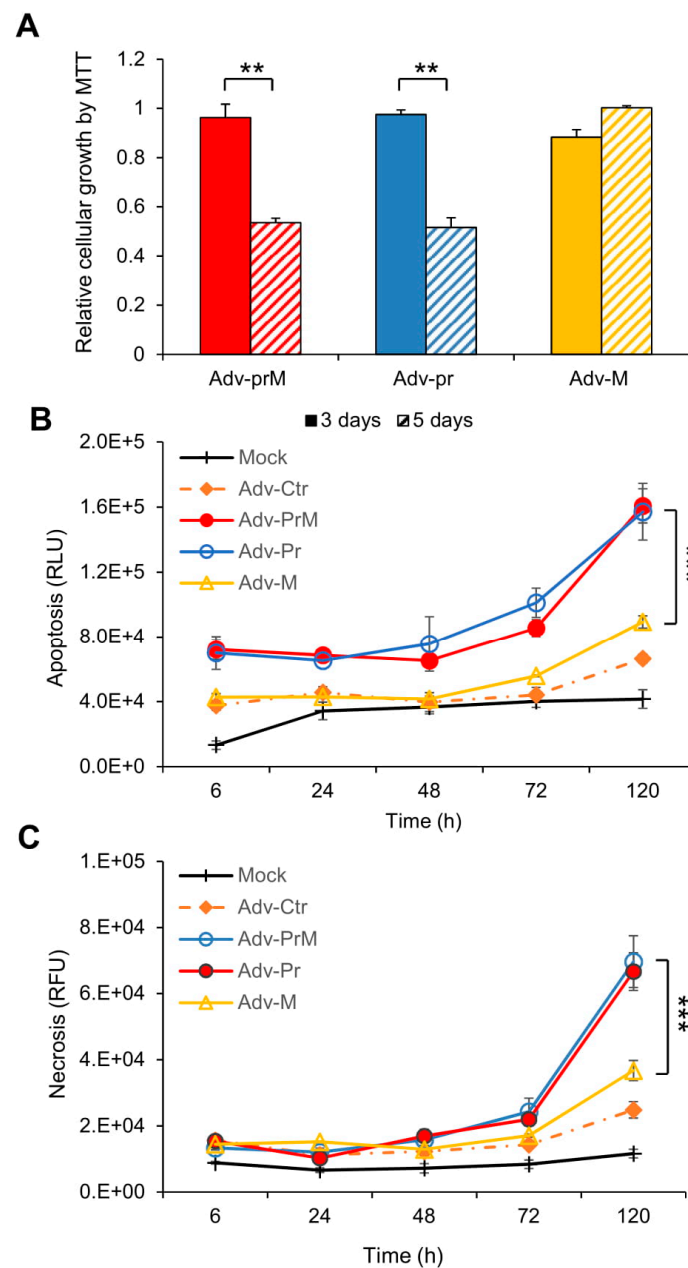 A
Relative cellular growth by MTT
1.2
1
0.8
0.6
0.4
0.2
0
**
**
Adv-prM
Adv-pr
Adv-M
3 days
5 days
B
Apoptosis (RLU)
2.0E+5
1.6E+5
1.2E+5
8.0E+4
4.0E+4
0.0E+0
Mock
Adv-Ctr
Adv-PrM
Adv-Pr
Adv-M
6 24 48 72 120
Time (h)
C
Necrosis (RFU)
1.E+05
8.E+04
6.E+04
4.E+04
2.E+04
0.E+00
Mock
Adv-Ctr
Adv-PrM
Adv-Pr
Adv-M
***
6 24 48 72 120
Time (h)